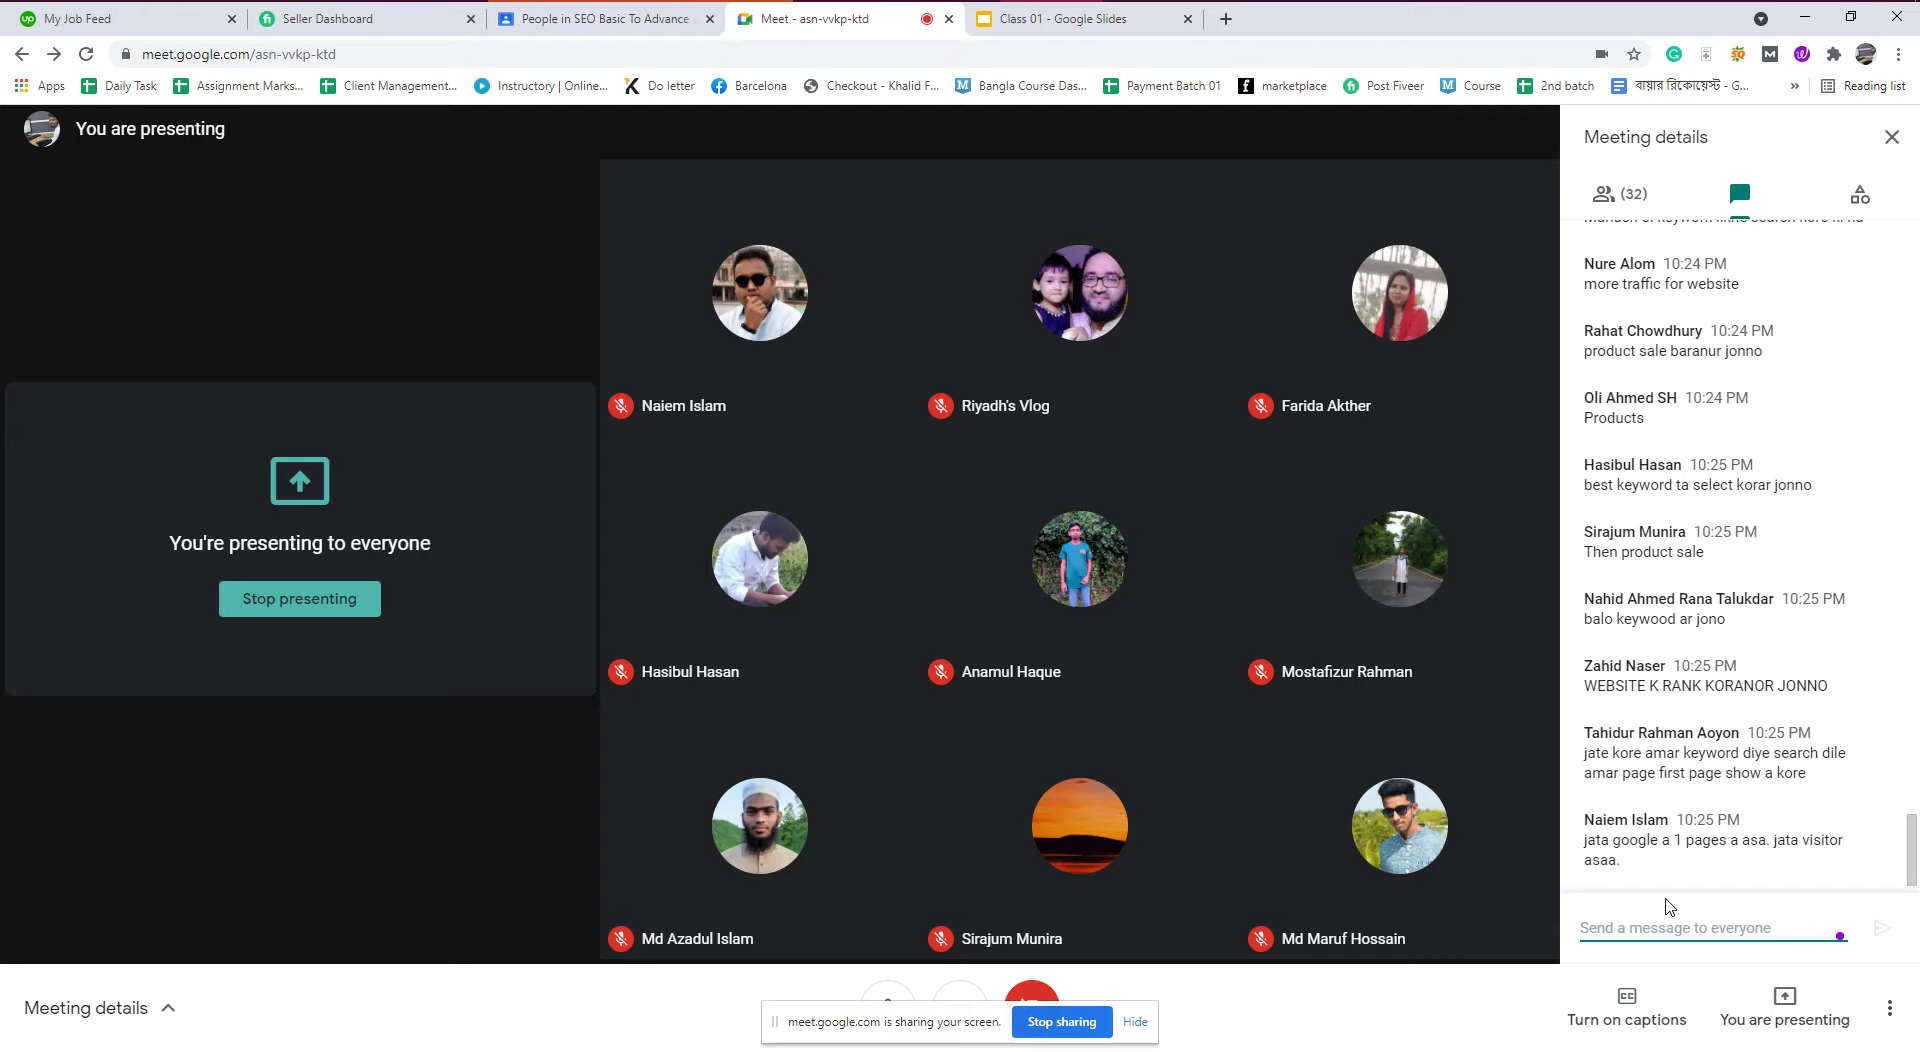 My Job Feed
Seller Dashboard
People in SEO Basic To Advance
Meet - asn-vvkp-ktd
Class 01 - Google Slides
meet.google.com/asn-vvkp-ktd
Apps
Daily Task
Assignment Marks...
Client Management...
Instructory | Online...
Do letter
Barcelona
Checkout - Khalid F...
Bangla Course Das...
Payment Batch 01
marketplace
Post Fiveer
Course
2nd batch
বায়ার রিকোয়েস্ট - G...
Reading list
You are presenting
You're presenting to everyone
Stop presenting
Naiem Islam
Riyadh's Vlog
Farida Akther
Hasibul Hasan
Anamul Haque
Mostafizur Rahman
Md Azadul Islam
Sirajum Munira
Md Maruf Hossain
Meeting details
(32)
Nure Alom 10:24 PM
more traffic for website
Rahat Chowdhury 10:24 PM
product sale baranur jonno
Oli Ahmed SH 10:24 PM
Products
Hasibul Hasan 10:25 PM
best keyword ta select korar jonno
Sirajum Munira 10:25 PM
Then product sale
Nahid Ahmed Rana Talukdar 10:25 PM
balo keywood ar jono
Zahid Naser 10:25 PM
WEBSITE K RANK KORANOR JONNO
Tahidur Rahman Aoyon 10:25 PM
jate kore amar keyword diye search dile
amar page first page show a kore
Naiem Islam 10:25 PM
jata google a 1 pages a asa. jata visitor
asaa.
Send a message to everyone
Meeting details
meet.google.com is sharing your screen.
Stop sharing
Hide
Turn on captions
You are presenting